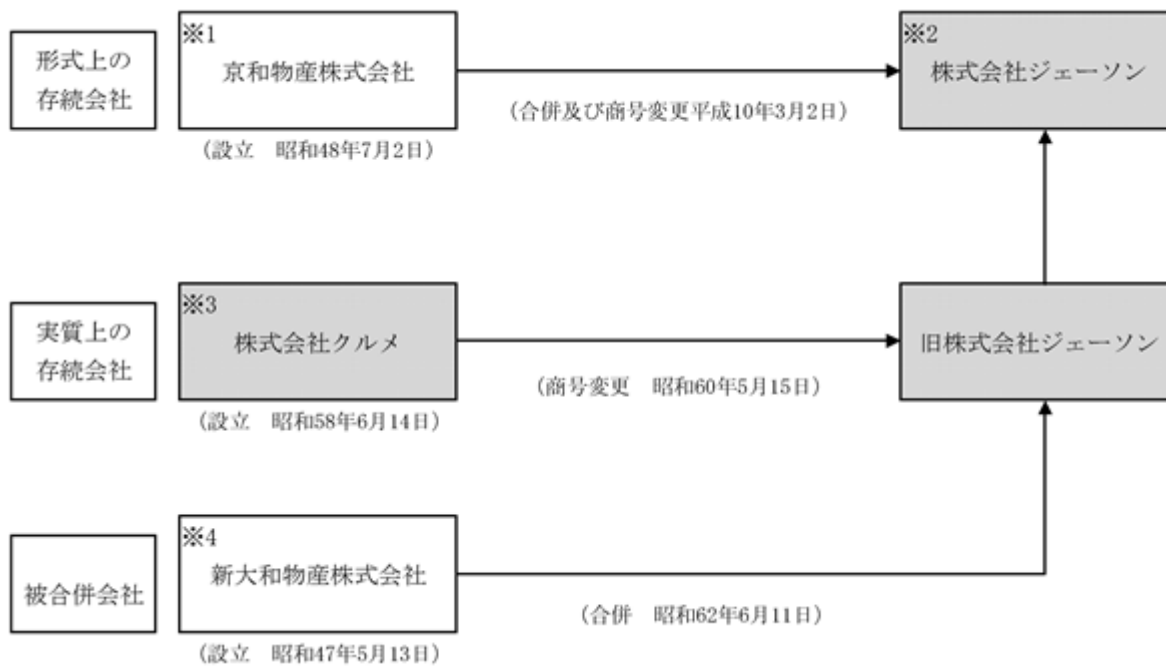 形式上の
存続会社
※1
京和物産株式会社
(設立　昭和48年7月2日)
(合併及び商号変更平成10年3月2日)
※2
株式会社ジェーソン
実質上の
存続会社
※3
株式会社クルメ
(設立　昭和58年6月14日)
(商号変更　昭和60年5月15日)
旧株式会社ジェーソン
被合併会社
※4
新大和物産株式会社
(設立　昭和47年5月13日)
(合併　昭和62年6月11日)